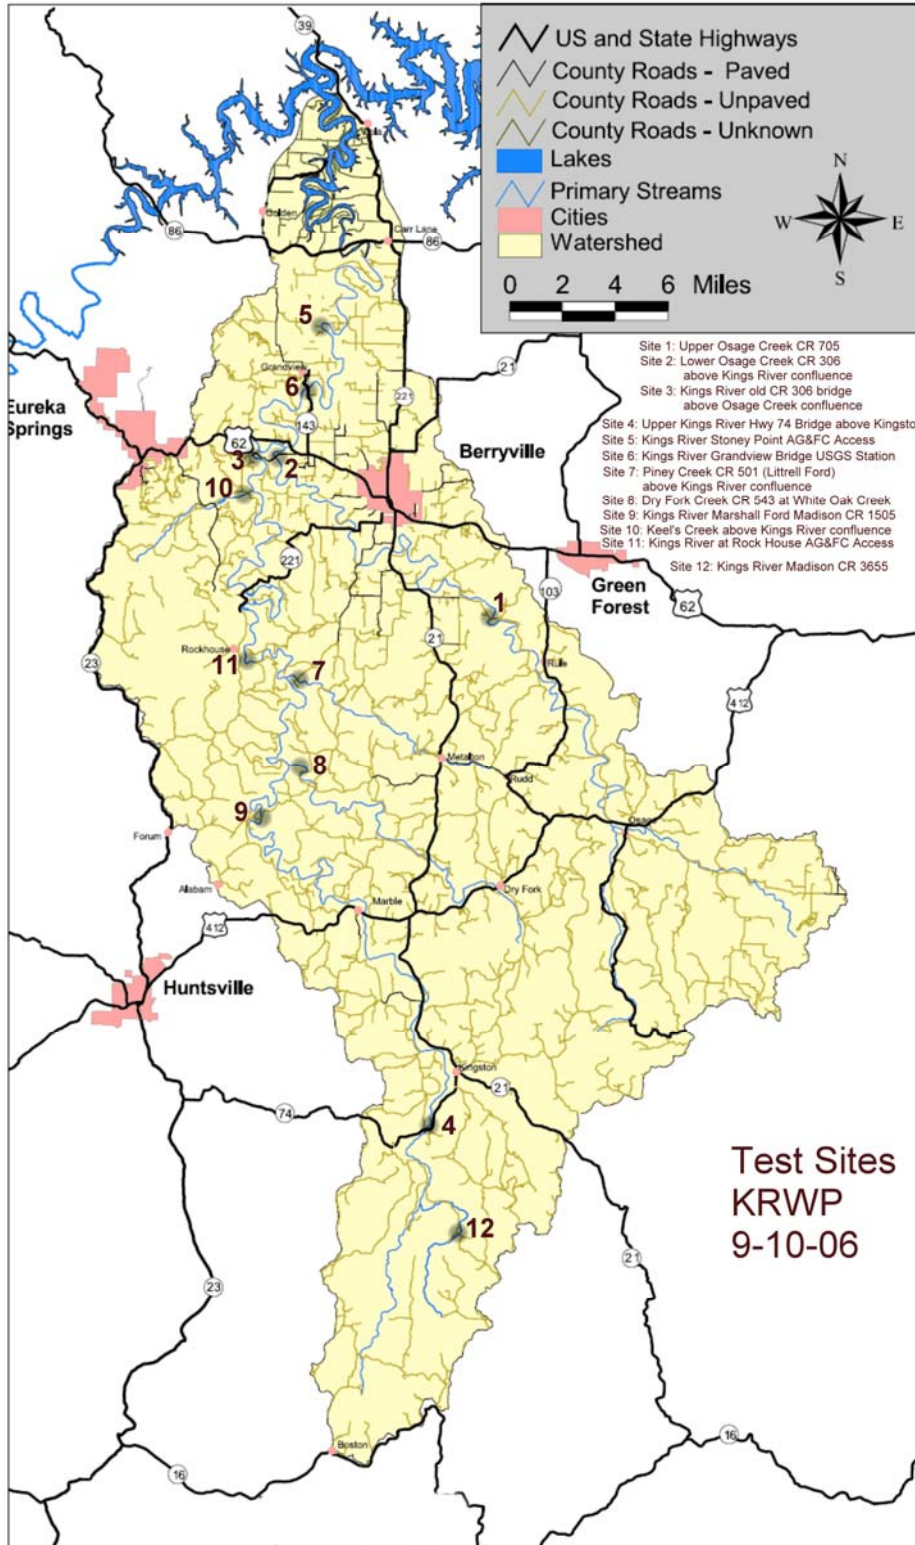 39
US and State Highways
County Roads - Paved
County Roads - Unpaved
County Roads - Unknown
Lakes
Primary Streams
Cities
Watershed
N
W E
S
0 2 4 6 Miles
Golden
86
Carr Lane
86
5
Site 1: Upper Osage Creek CR 705
Site 2: Lower Osage Creek CR 306
above Kings River confluence
Site 3: Kings River old CR 306 bridge
above Osage Creek confluence
Site 4: Upper Kings River Hwy 74 Bridge above Kingsto
Site 5: Kings River Stoney Point AG&FC Access
Site 6: Kings River Grandview Bridge USGS Station
Site 7: Piney Creek CR 501 (Littrell Ford)
above Kings River confluence
Site 8: Dry Fork Creek CR 543 at White Oak Creek
Site 9: Kings River Marshall Ford Madison CR 1505
Site 10: Keel's Creek above Kings River confluence
Site 11: Kings River at Rock House AG&FC Access
Site 12: Kings River Madison CR 3655
21
Grandview
6
221
Eureka
Springs
143
62
Berryville
3
2
10
221
Green
Forest
103
62
1
21
Rockhouse
23
11
7
Rule
412
Metalton
8
Rudd
9
Forum
Osage
Alabam
Dry Fork
Marble
412
Huntsville
Kingston
21
74
4
12
Test Sites
KRWP
9-10-06
21
23
Boston
16
16